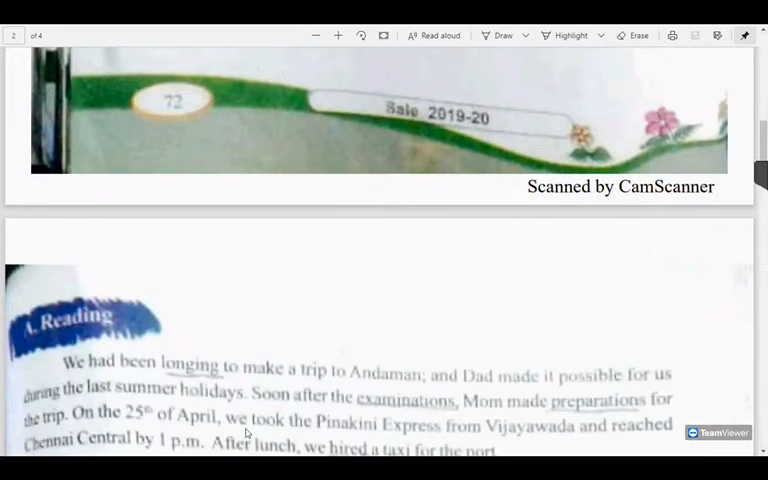 2 of 4 Read aloud Draw Highlight Erase
72 Sale 2019-20
Scanned by CamScanner
A. Reading
We had been longing to make a trip to Andaman; and Dad made it possible for us
during the last summer holidays. Soon after the examinations, Mom made preparations for
the trip. On the 25th of April, we took the Pinakini Express from Vijayawada and reached
Chennai Central by 1 p.m. After lunch, we hired a taxi for the port
TeamViewer